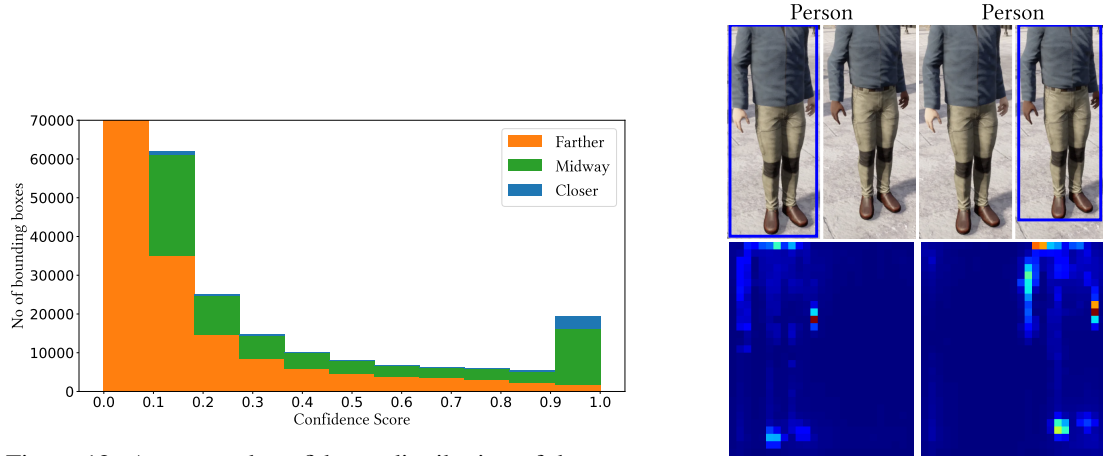 Person Person
70000
60000
50000
40000
30000
20000
10000
0
No of bounding boxes
Farther
Midway
Closer
0.0 0.1 0.2 0.3 0.4 0.5 0.6 0.7 0.8 0.9 1.0
Confidence Score